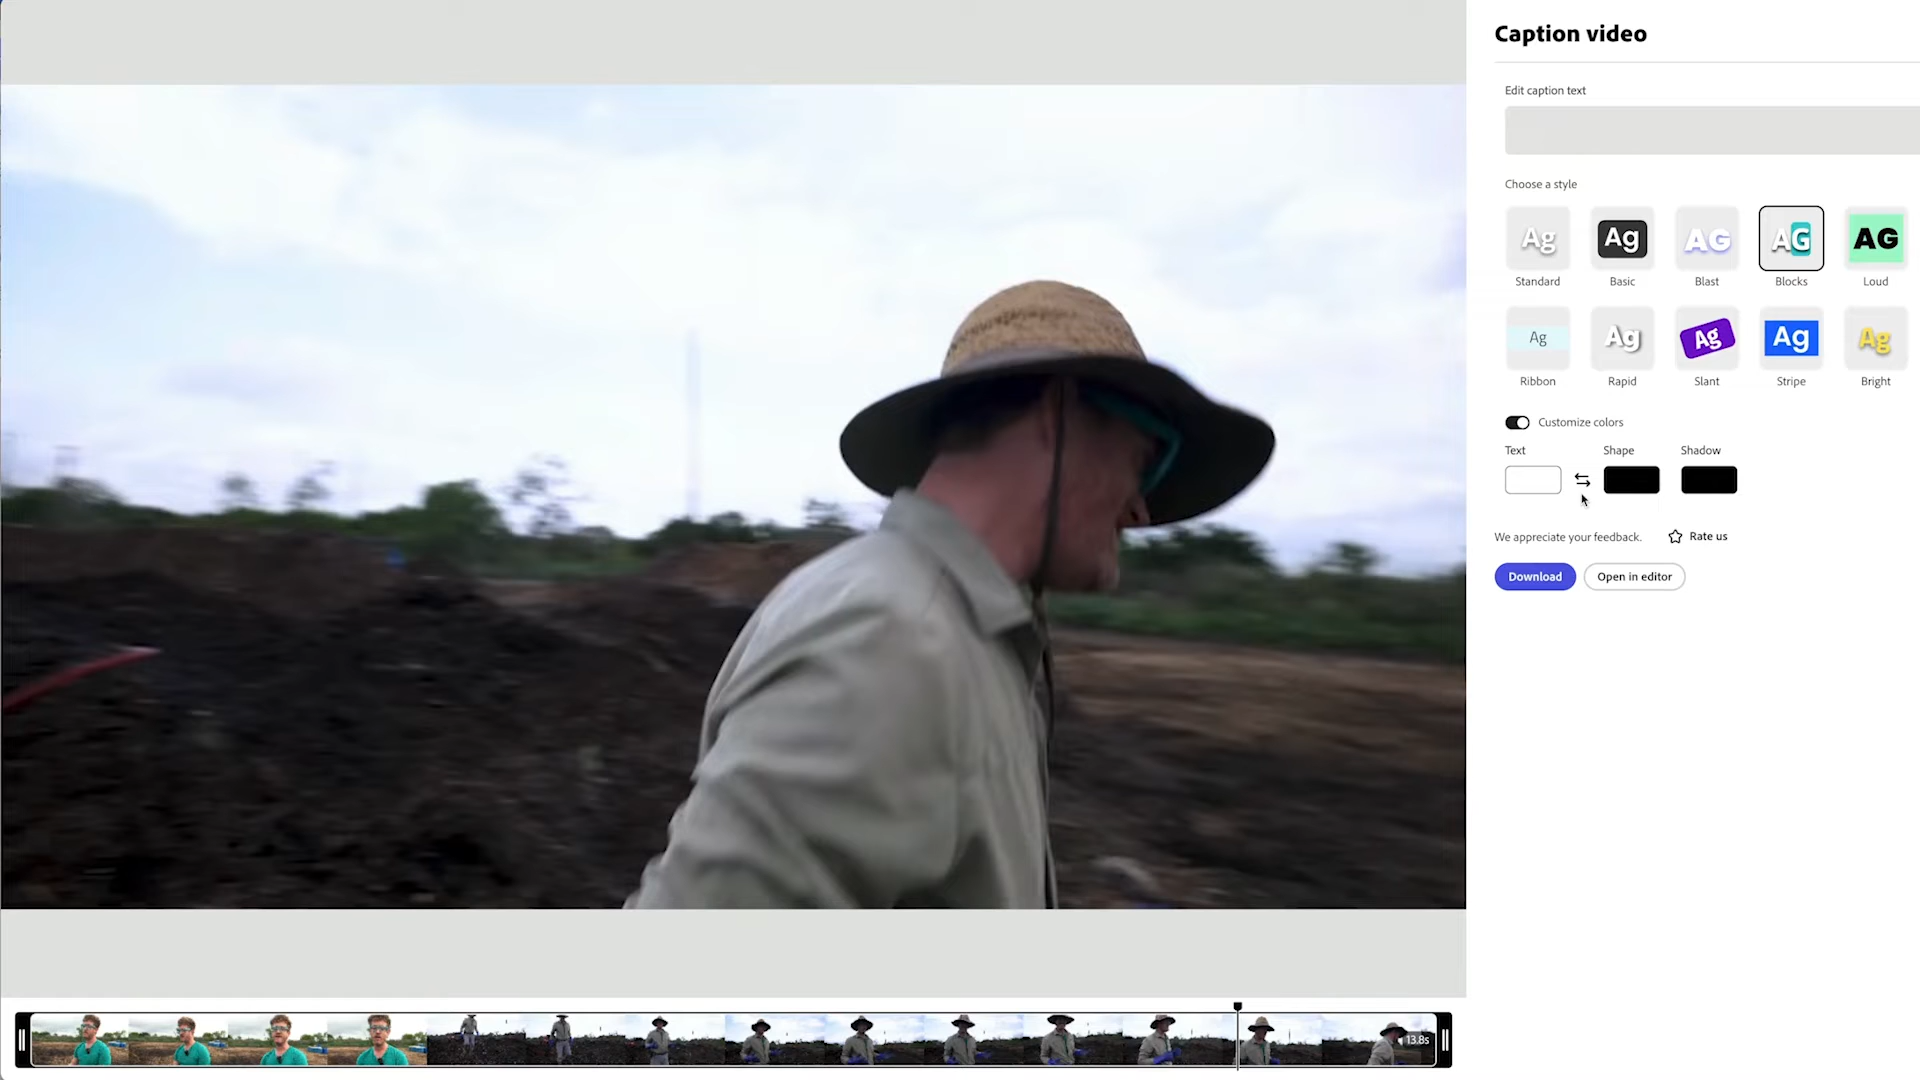 Caption video
Edit caption text
Choose a style
Ag Ag AG AG AG
Standard Basic Blast Blocks Loud
Ag Ag Ag Ag Ag
Ribbon Rapid Slant Stripe Bright
Customize colors
Text Shape Shadow
We appreciate your feedback. Rate us
Download Open in editor
13.8s